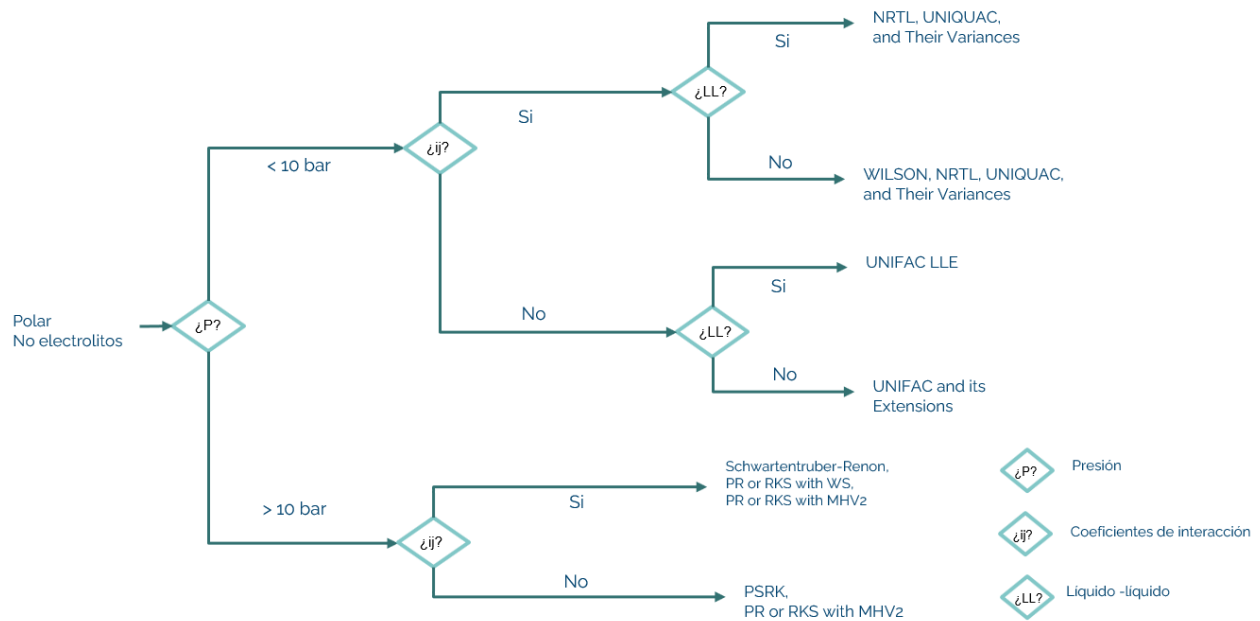 NRTL, UNIQUAC,
and Their Variances
Si
¿LL?
Si
¿ij?
< 10 bar
No
WILSON, NRTL, UNIQUAC,
and Their Variances
UNIFAC LLE
Si
Polar
No electrolitos
¿P?
No
¿LL?
No
UNIFAC and its
Extensions
Schwartentruber-Renon,
PR or RKS with WS,
PR or RKS with MHV2
Si
> 10 bar
¿ij?
No
PSRK,
PR or RKS with MHV2
¿P?
Presión
¿ij?
Coeficientes de interacción
¿LL?
Líquido -líquido